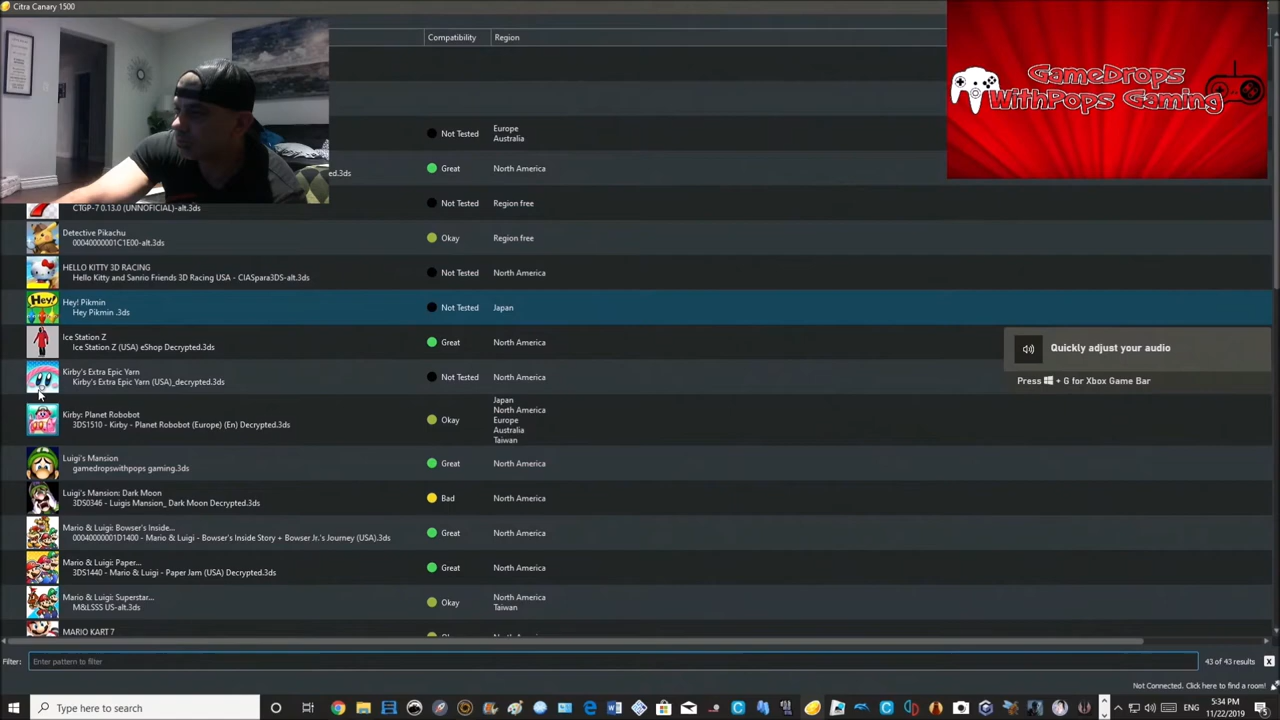 Citra Canary 1500
Compatibility Region
GameDrops
WithPops Gaming
Not Tested Europe
Australia
ed.3ds Great North America
CTGP-7 0.13.0 (UNNOFICIAL)-alt.3ds Not Tested Region free
Detective Pikachu
00040000001C1E00-alt.3ds Okay Region free
HELLO KITTY 3D RACING
Hello Kitty and Sanrio Friends 3D Racing USA - CIASpara3DS-alt.3ds Not Tested North America
Hey! Pikmin
Hey Pikmin .3ds Not Tested Japan
Hey!
Ice Station Z
Ice Station Z (USA) eShop Decrypted.3ds Great North America
Quickly adjust your audio
Press + G for Xbox Game Bar
Kirby's Extra Epic Yarn
Kirby's Extra Epic Yarn (USA)_decrypted.3ds Not Tested North America
Kirby: Planet Robobot
3DS1510 - Kirby - Planet Robobot (Europe) (En) Decrypted.3ds Okay
Japan
North America
Europe
Australia
Taiwan
Luigi's Mansion
gamedropswithpops gaming.3ds Great North America
Luigi's Mansion: Dark Moon
3DS0346 - Luigis Mansion_ Dark Moon Decrypted.3ds Bad North America
Mario & Luigi: Bowser's Inside...
00040000001D1400 - Mario & Luigi - Bowser's Inside Story + Bowser Jr.'s Journey (USA).3ds Great North America
Mario & Luigi: Paper...
3DS1440 - Mario & Luigi - Paper Jam (USA) Decrypted.3ds Great North America
Mario & Luigi: Superstar...
M&LSSS US-alt.3ds Okay North America
Taiwan
MARIO KART 7
Filter: Enter pattern to filter 43 of 43 results X
Not Connected. Click here to find a room!
Type here to search ENG 5:34 PM
11/22/2019